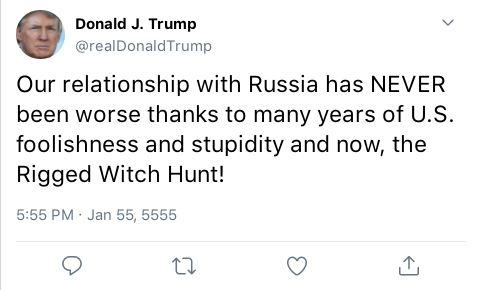 Donald J. Trump
@realDonaldTrump
Our relationship with Russia has NEVER
been worse thanks to many years of U.S.
foolishness and stupidity and now, the
Rigged Witch Hunt!
5:55 PM · Jan 55, 5555